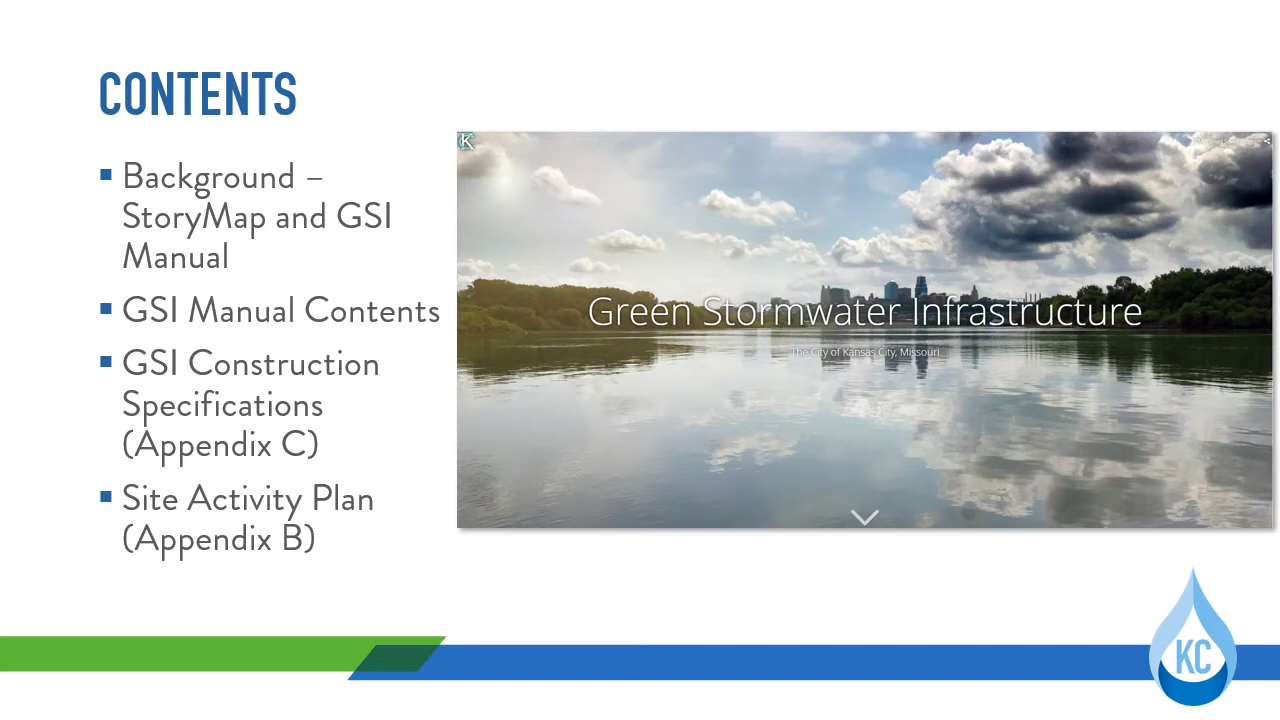 CONTENTS
Background –
StoryMap and GSI
Manual
GSI Manual Contents
GSI Construction
Specifications
(Appendix C)
Site Activity Plan
(Appendix B)
K
Green Stormwater Infrastructure
The City of Kansas City, Missouri
KC